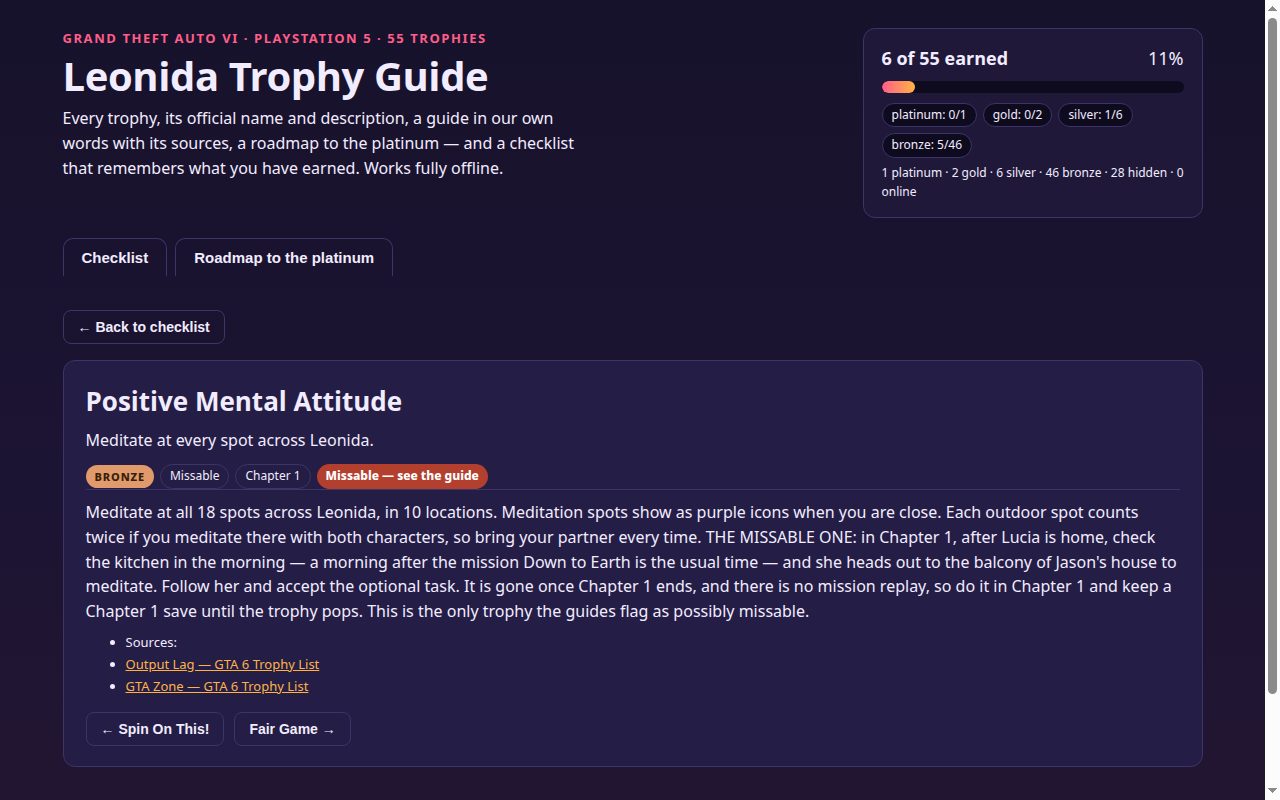 GRAND THEFT AUTO VI · PLAYSTATION 5 · 55 TROPHIES
Leonida Trophy Guide
Every trophy, its official name and description, a guide in our own
words with its sources, a roadmap to the platinum — and a checklist
that remembers what you have earned. Works fully offline.
6 of 55 earned 11%
platinum: 0/1 gold: 0/2 silver: 1/6
bronze: 5/46
1 platinum · 2 gold · 6 silver · 46 bronze · 28 hidden · 0
online
Checklist Roadmap to the platinum
← Back to checklist
Positive Mental Attitude
Meditate at every spot across Leonida.
BRONZE Missable Chapter 1 Missable — see the guide
Meditate at all 18 spots across Leonida, in 10 locations. Meditation spots show as purple icons when you are close. Each outdoor spot counts
twice if you meditate there with both characters, so bring your partner every time. THE MISSABLE ONE: in Chapter 1, after Lucia is home, check
the kitchen in the morning — a morning after the mission Down to Earth is the usual time — and she heads out to the balcony of Jason's house to
meditate. Follow her and accept the optional task. It is gone once Chapter 1 ends, and there is no mission replay, so do it in Chapter 1 and keep a
Chapter 1 save until the trophy pops. This is the only trophy the guides flag as possibly missable.
• Sources:
• Output Lag — GTA 6 Trophy List
• GTA Zone — GTA 6 Trophy List
← Spin On This! Fair Game →